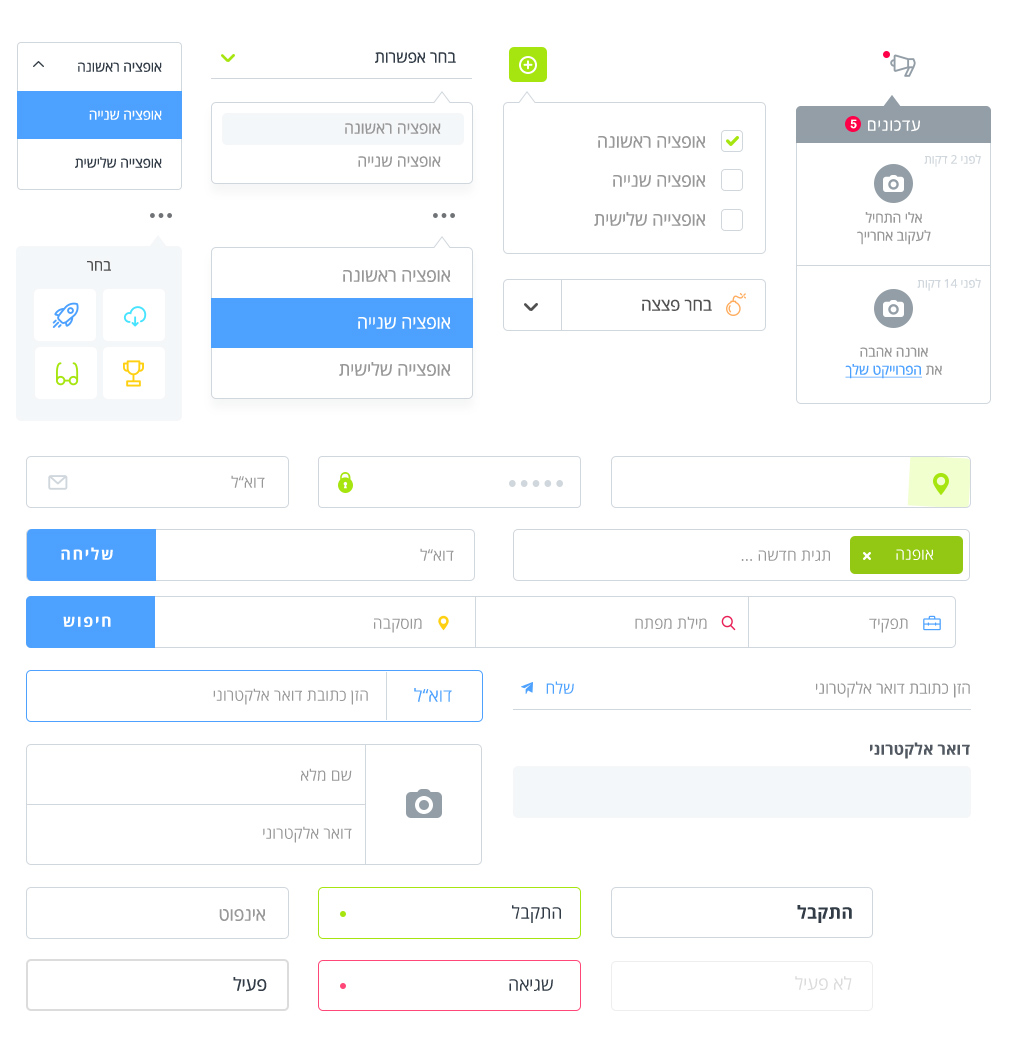 עדכונים 5
לפני 2 דקות
אלי התחיל
לעקוב אחרייך
לפני 14 דקות
אורנה אהבה
את הפרוייקט שלך
אופציה ראשונה
אופציה שנייה
אופצייה שלישית
בחר פצצה
בחר אפשרות
אופציה ראשונה
אופציה שנייה
אופציה ראשונה
אופציה שנייה
אופצייה שלישית
אופציה ראשונה
אופציה שנייה
אופצייה שלישית
בחר
דוא״ל
אופנה
תגית חדשה ...
דוא״ל
שליחה
תפקיד
מילת מפתח
מוסקבה
חיפוש
הזן כתובת דואר אלקטרוני
שלח
דוא״ל
הזן כתובת דואר אלקטרוני
דואר אלקטרוני
שם מלא
דואר אלקטרוני
התקבל
התקבל
אינפוט
לא פעיל
שגיאה
פעיל